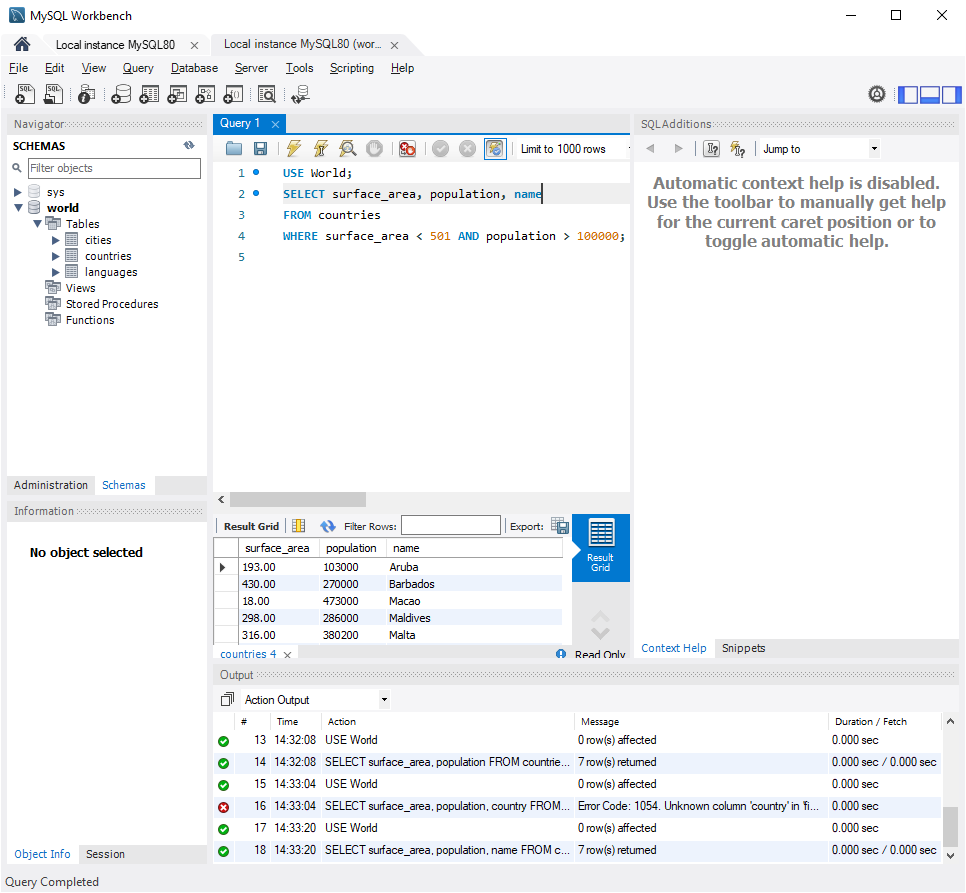 MySQL Workbench
Local instance MySQL80
Local instance MySQL80 (wor...
File Edit View Query Database Server Tools Scripting Help
Navigator
SCHEMAS
Filter objects
sys
world
Tables
cities
countries
languages
Views
Stored Procedures
Functions
Administration Schemas
Information
No object selected
Object Info Session
Query 1
Limit to 1000 rows
1 USE World;
2 SELECT surface_area, population, name
3 FROM countries
4 WHERE surface_area < 501 AND population > 100000;
5
Result Grid Filter Rows: Export:
surface_area population name
193.00 103000 Aruba
430.00 270000 Barbados
18.00 473000 Macao
298.00 286000 Maldives
316.00 380200 Malta
Result
Grid
countries 4
Read Only
SQLAdditions
Jump to
Automatic context help is disabled.
Use the toolbar to manually get help
for the current caret position or to
toggle automatic help.
Context Help Snippets
Output
Action Output
# Time Action Message Duration / Fetch
13 14:32:08 USE World 0 row(s) affected 0.000 sec
14 14:32:08 SELECT surface_area, population FROM countrie... 7 row(s) returned 0.000 sec / 0.000 sec
15 14:33:04 USE World 0 row(s) affected 0.000 sec
16 14:33:04 SELECT surface_area, population, country FROM... Error Code: 1054. Unknown column 'country' in 'fi... 0.000 sec
17 14:33:20 USE World 0 row(s) affected 0.000 sec
18 14:33:20 SELECT surface_area, population, name FROM c... 7 row(s) returned 0.000 sec / 0.000 sec
Query Completed